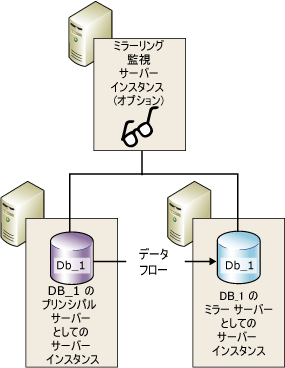 ミラーリング
監視
サーバー
インスタンス
(オプション)
Db_1
データ
フロー
Db_1
DB_1 の
プリンシパル
サーバー
としての
サーバー
インスタンス
DB_1 の
ミラー サーバー
としての
サーバー
インスタンス